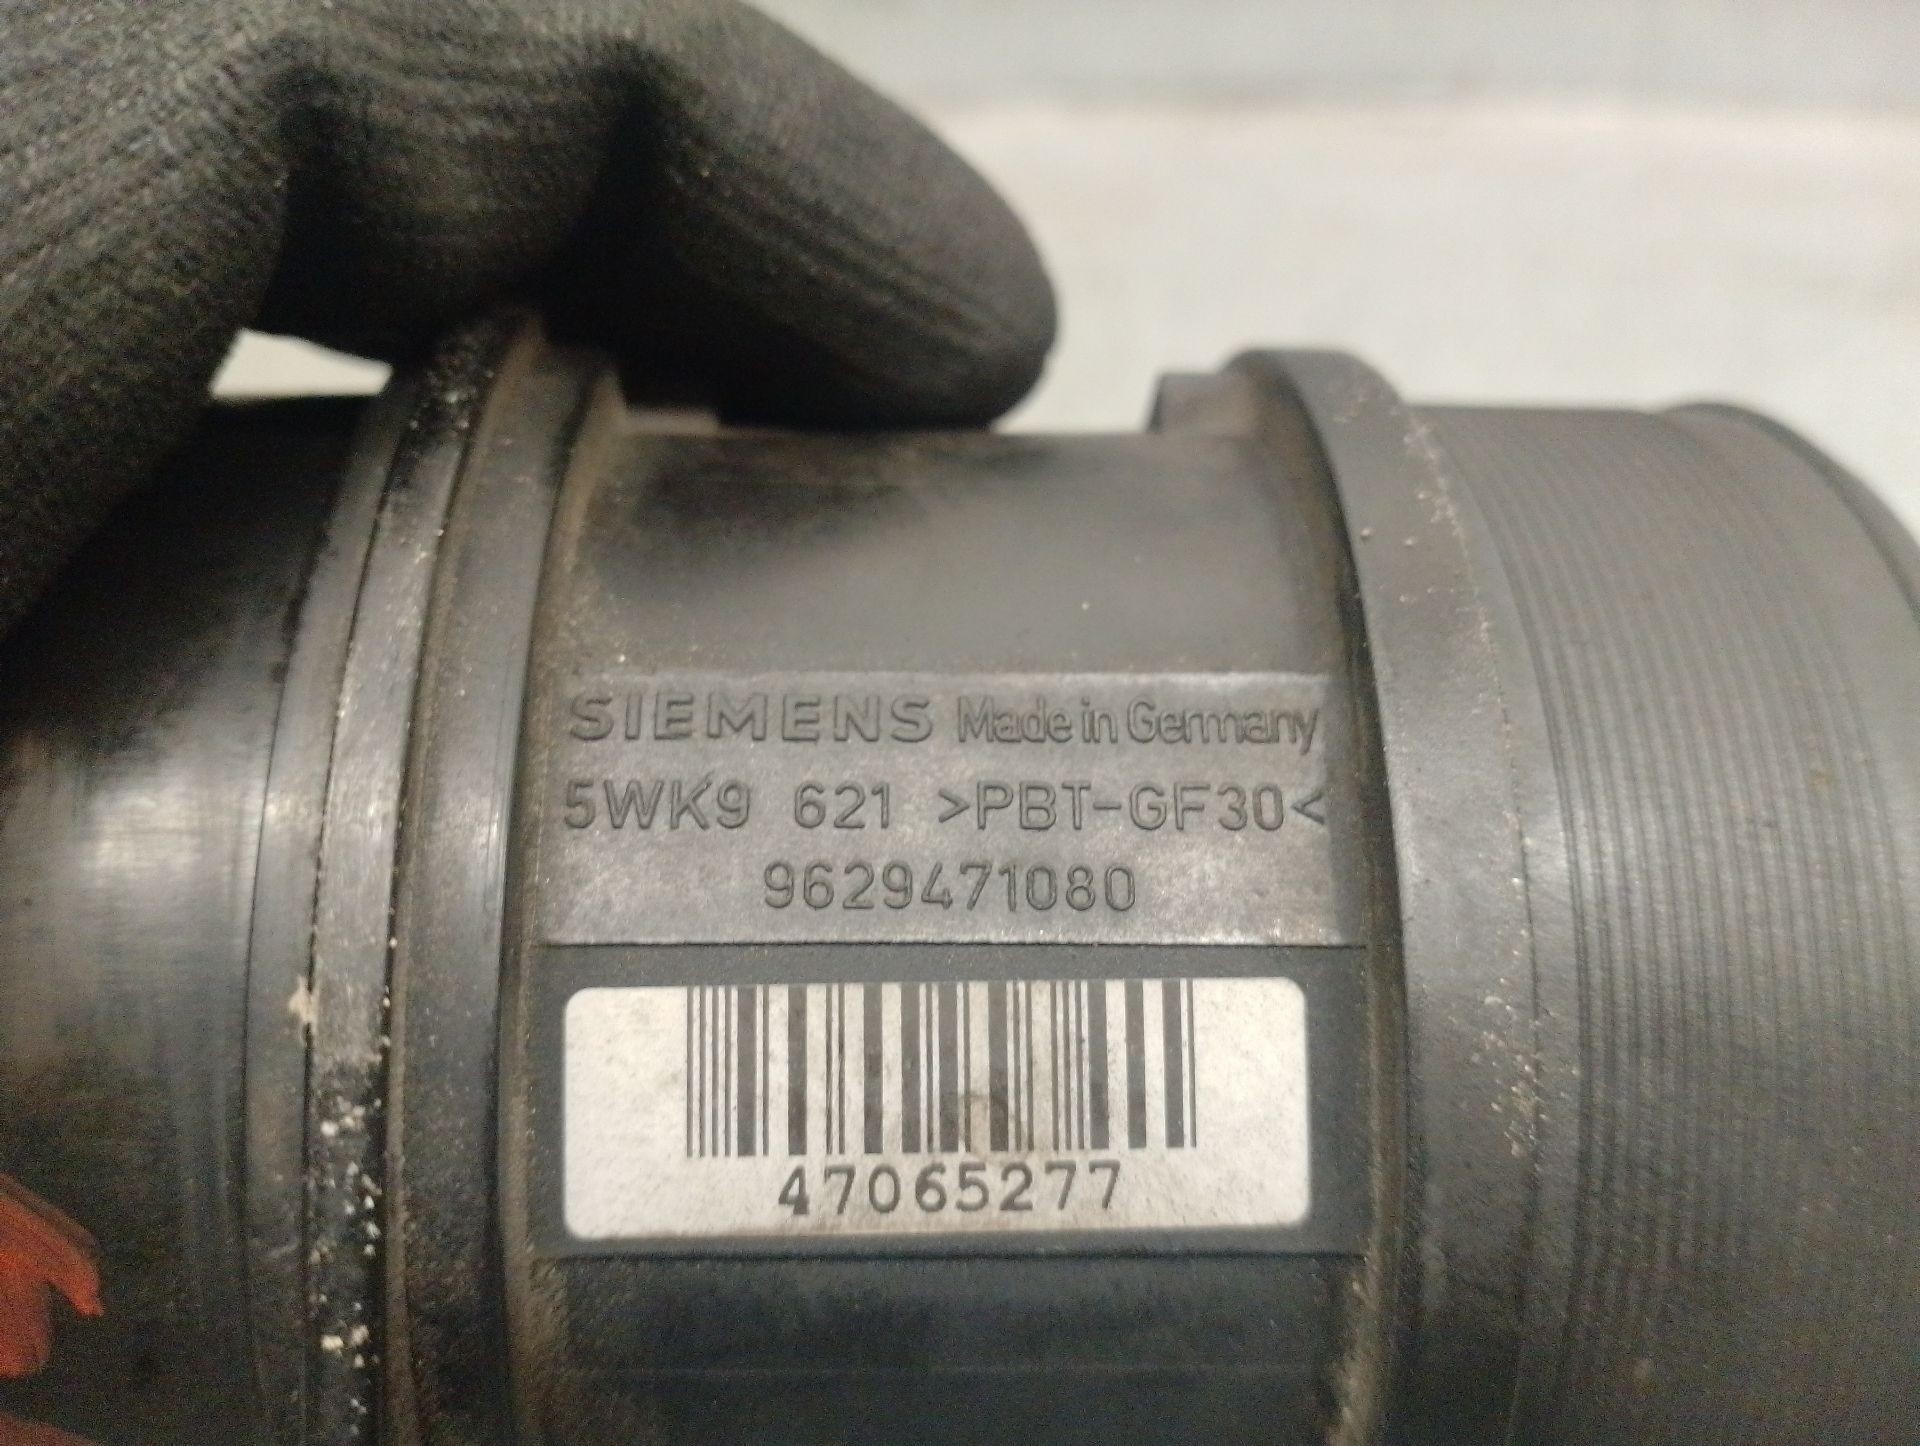 SIEMENS Made in Germany
5WK9 621 >PBT-GF30<
9629471080
47065277